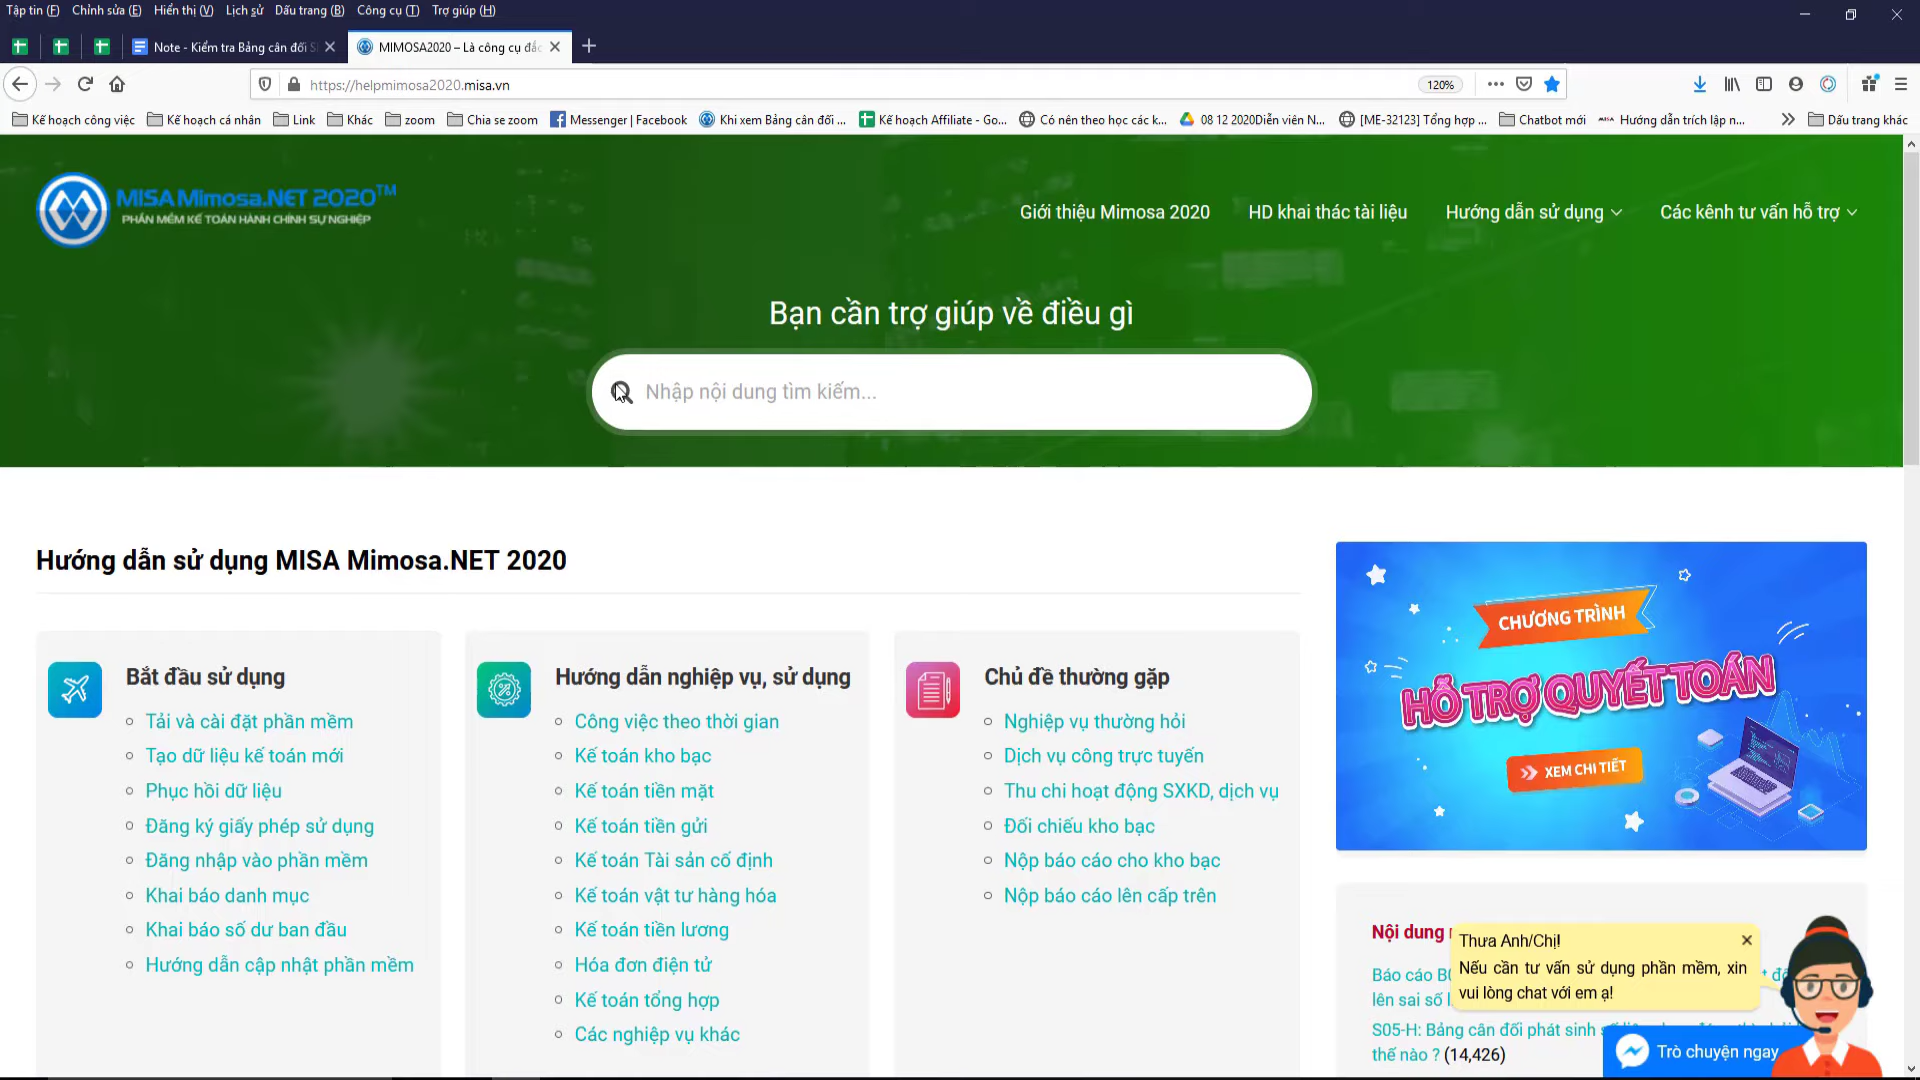 Tập tin (F) Chỉnh sửa (E) Hiển thị (V) Lịch sử Dấu trang (B) Công cụ (T) Trợ giúp (H)
Note - Kiểm tra Bảng cân đối
MIMOSA2020 – Là công cụ đắc
https://helpmimosa2020.misa.vn
120%
Kế hoạch công việc
Kế hoạch cá nhân
Link
Khác
zoom
Chia se zoom
Messenger | Facebook
Khi xem Bảng cân đối ...
Kế hoạch Affiliate - Go...
Có nên theo học các k...
08 12 2020Diễn viên N...
[ME-32123] Tổng hợp ...
Chatbot mới
Hướng dẫn trích lập n...
Dấu trang khác
MISA Mimosa.NET 2020™
PHẦN MỀM KẾ TOÁN HÀNH CHÍNH SỰ NGHIỆP
Giới thiệu Mimosa 2020
HD khai thác tài liệu
Hướng dẫn sử dụng
Các kênh tư vấn hỗ trợ
Bạn cần trợ giúp về điều gì
Nhập nội dung tìm kiếm...
Hướng dẫn sử dụng MISA Mimosa.NET 2020
Bắt đầu sử dụng
Tải và cài đặt phần mềm
Tạo dữ liệu kế toán mới
Phục hồi dữ liệu
Đăng ký giấy phép sử dụng
Đăng nhập vào phần mềm
Khai báo danh mục
Khai báo số dư ban đầu
Hướng dẫn cập nhật phần mềm
Hướng dẫn nghiệp vụ, sử dụng
Công việc theo thời gian
Kế toán kho bạc
Kế toán tiền mặt
Kế toán tiền gửi
Kế toán Tài sản cố định
Kế toán vật tư hàng hóa
Kế toán tiền lương
Hóa đơn điện tử
Kế toán tổng hợp
Các nghiệp vụ khác
Chủ đề thường gặp
Nghiệp vụ thường hỏi
Dịch vụ công trực tuyến
Thu chi hoạt động SXKD, dịch vụ
Đối chiếu kho bạc
Nộp báo cáo cho kho bạc
Nộp báo cáo lên cấp trên
CHƯƠNG TRÌNH
HỖ TRỢ QUYẾT TOÁN
XEM CHI TIẾT
Nội dung
Báo cáo
lên sai số
S05-H: Bảng cân đối phát sinh
thế nào ? (14,426)
Thưa Anh/Chị!
Nếu cần tư vấn sử dụng phần mềm, xin
vui lòng chat với em ạ!
Trò chuyện ngay